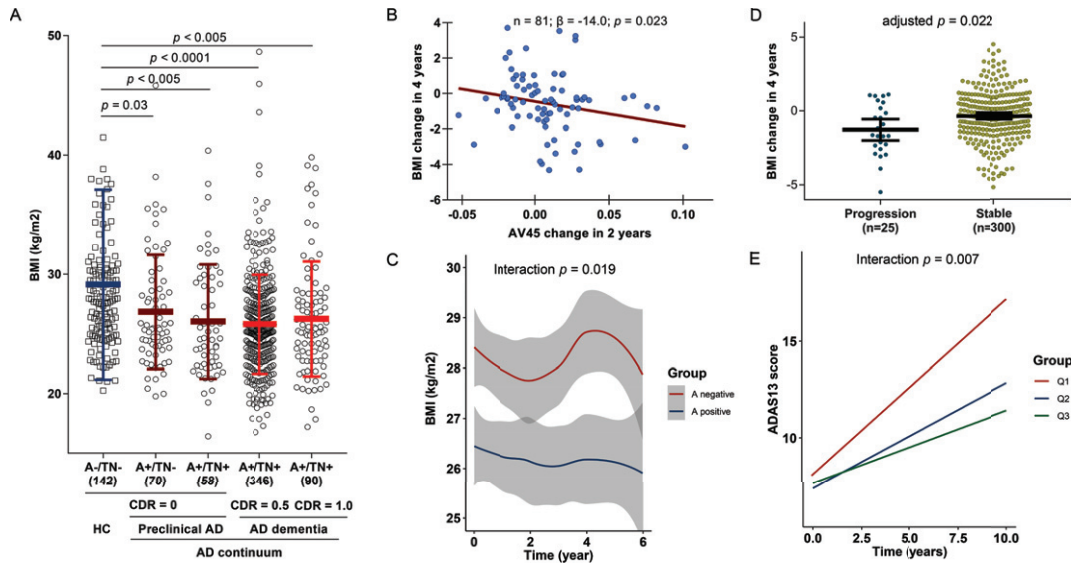 A
50
40
30
20
BMI (kg/m2)
p < 0.005
p < 0.0001
p < 0.005
p = 0.03
A-/TN- A+/TN- A+/TN+ A+/TN+ A+/TN+
(142) (70) (58) (346) (90)
CDR = 0 CDR = 0.5 CDR = 1.0
HC Preclinical AD AD dementia
AD continuum
B
n = 81; β = -14.0; p = 0.023
BMI change in 4 years
4
2
0
-2
-4
-6
-0.05 0.00 0.05 0.10
AV45 change in 2 years
C
Interaction p = 0.019
BMI (kg/m2)
30
29
28
27
26
25
0 2 4 6
Time (year)
Group
A negative
A positive
D
adjusted p = 0.022
BMI change in 4 years
5
0
-5
Progression Stable
(n=25) (n=300)
E
Interaction p = 0.007
ADAS13 score
15
10
0.0 2.5 5.0 7.5 10.0
Time (years)
Group
Q1
Q2
Q3